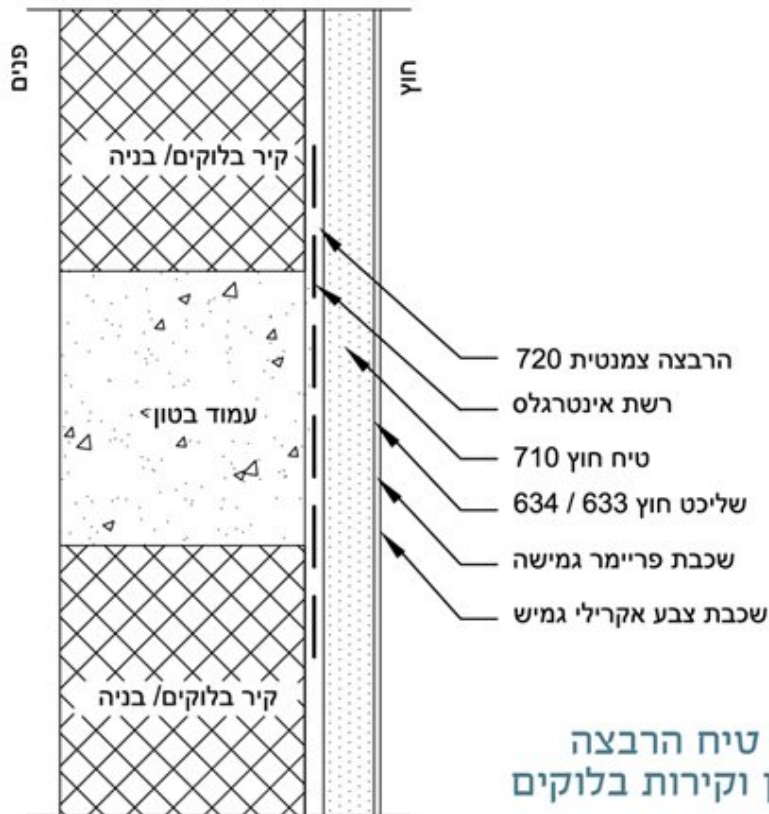 פנים
חוץ
קיר בלוקים/ בניה
עמוד בטון
קיר בלוקים/ בניה
הרבצה צמנטית 720
רשת אינטרגלס
טיח חוץ 710
שליכט חוץ 633 / 634
שכבת פריימר גמישה
שכבת צבע אקרילי גמיש
טיח הרבצה
וקירות בלוקים